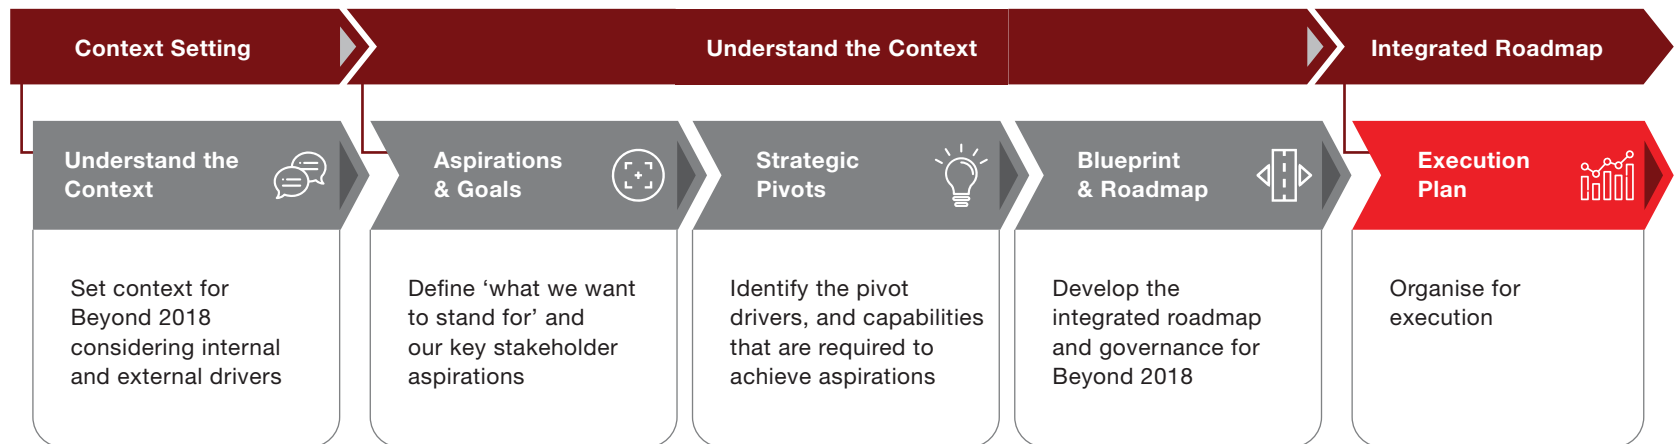 Context Setting
Understand the Context
Integrated Roadmap
Understand the
Context
Aspirations
& Goals
Strategic
Pivots
Blueprint
& Roadmap
Execution
Plan
Set context for
Beyond 2018
considering internal
and external drivers
Define ‘what we want
to stand for’ and
our key stakeholder
aspirations
Identify the pivot
drivers, and capabilities
that are required to
achieve aspirations
Develop the
integrated roadmap
and governance for
Beyond 2018
Organise for
execution